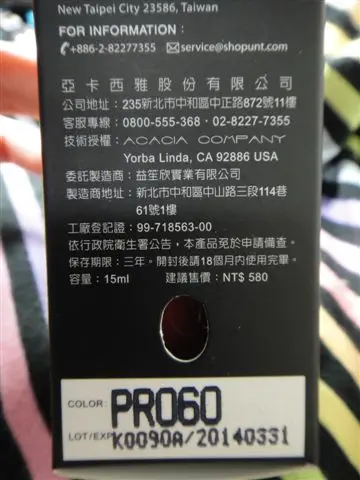 New Taipei City 23586, Taiwan
FOR INFORMATION :
+886-2-82277355 service@shopunt.com
亞卡西雅股份有限公司
公司地址：235新北市中和區中正路872號11樓
客服專線：0800-555-368，02-8227-7355
技術授權：ACACIA COMPANY
Yorba Linda, CA 92886 USA
委託製造商：益笙欣實業有限公司
製造商地址：新北市中和區中山路三段114巷
61號1樓
工廠登記證：99-718563-00
依行政院衛生署公告，本產品免於申請備查。
保存期限：三年。開封後請18個月內使用完畢。
容量：15ml 建議售價：NT$ 580
COLOR: PRO60
LOT/EXP K0090A/20140331